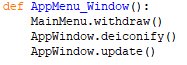 def AppMenu_Window():
    MainMenu.withdraw()
    AppWindow.deiconify()
    AppWindow.update()